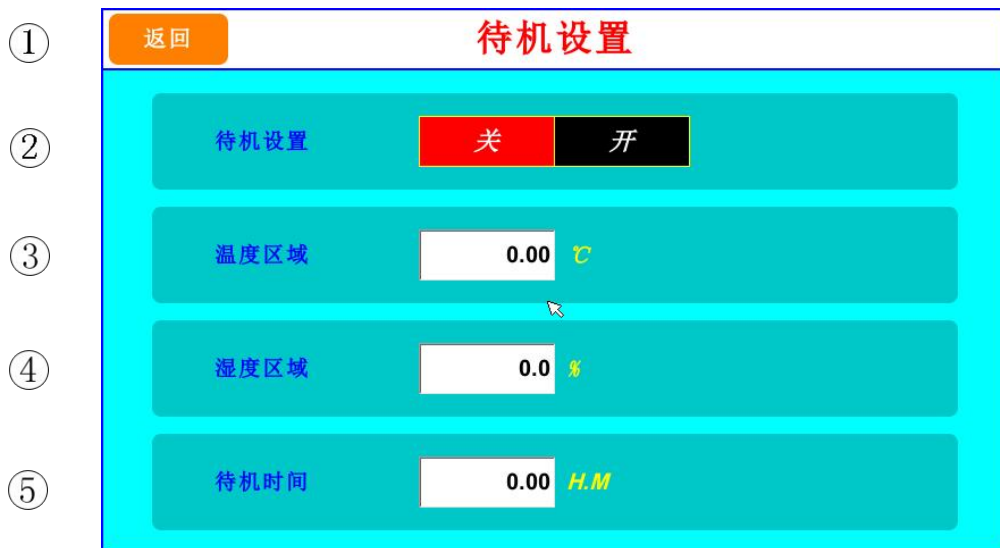 ① 返回 待机设置
② 待机设置 关 开
③ 温度区域 0.00 ℃
④ 湿度区域 0.0 %
⑤ 待机时间 0.00 H.M